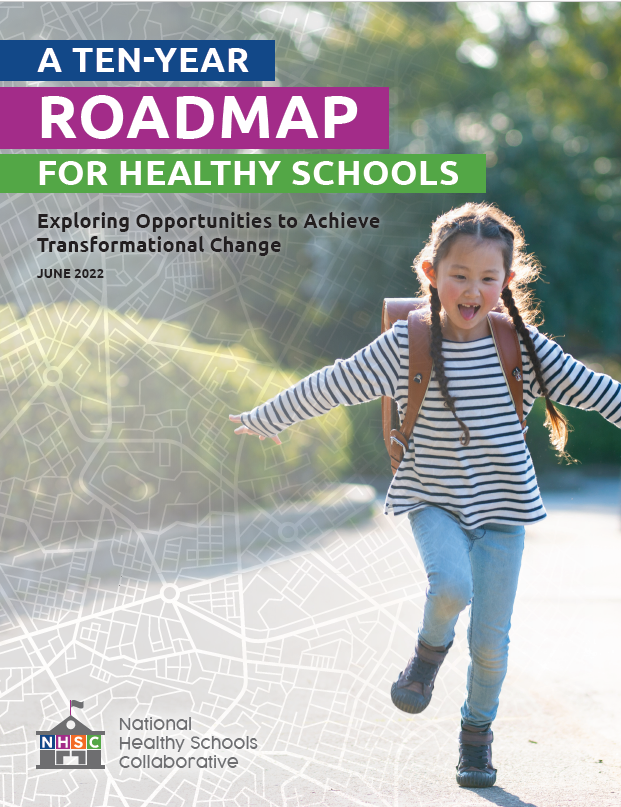 A TEN-YEAR
ROADMAP
FOR HEALTHY SCHOOLS
Exploring Opportunities to Achieve
Transformational Change
JUNE 2022
NHSC
National
Healthy Schools
Collaborative